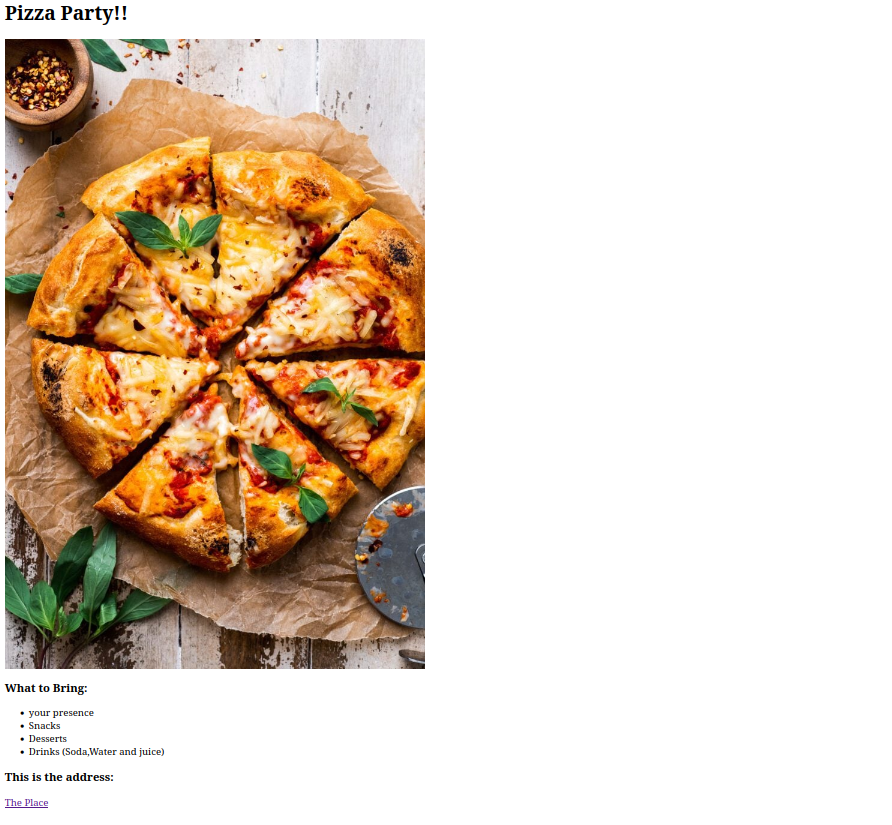 Pizza Party!!
What to Bring:
your presence
Snacks
Desserts
Drinks (Soda,Water and juice)
This is the address:
The Place